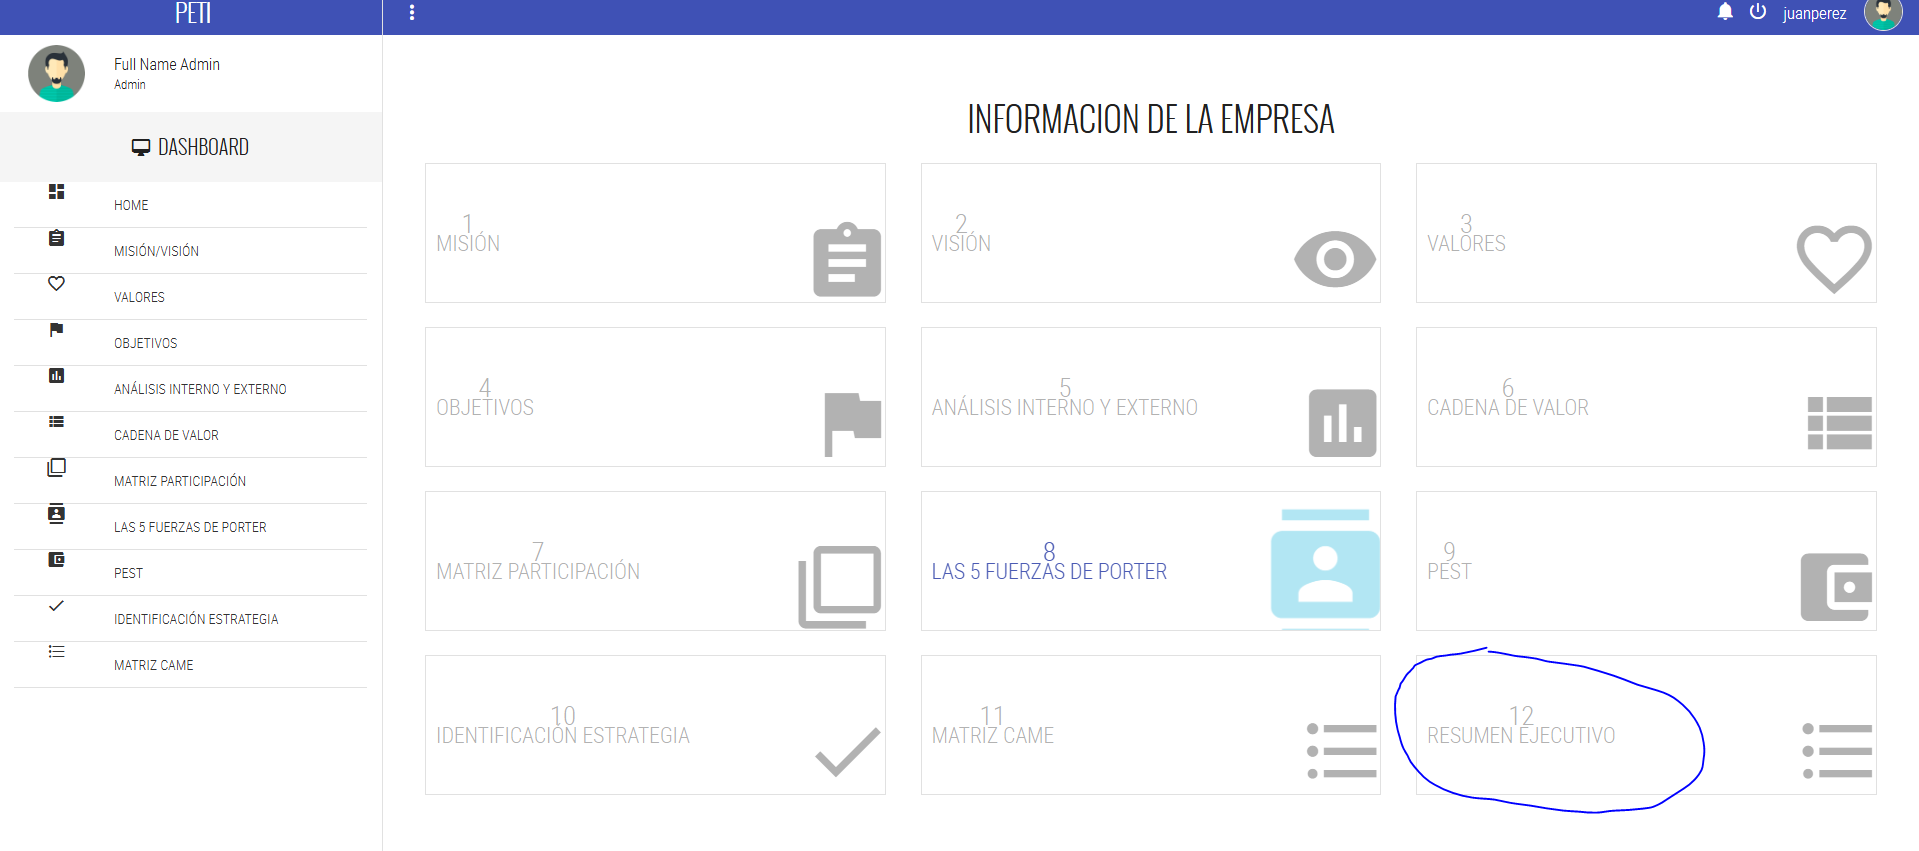 PETI
juanperez
Full Name Admin
Admin
DASHBOARD
HOME
MISIÓN/VISIÓN
VALORES
OBJETIVOS
ANÁLISIS INTERNO Y EXTERNO
CADENA DE VALOR
MATRIZ PARTICIPACIÓN
LAS 5 FUERZAS DE PORTER
PEST
IDENTIFICACIÓN ESTRATEGIA
MATRIZ CAME
INFORMACION DE LA EMPRESA
1
MISIÓN
2
VISIÓN
3
VALORES
4
OBJETIVOS
5
ANÁLISIS INTERNO Y EXTERNO
6
CADENA DE VALOR
7
MATRIZ PARTICIPACIÓN
8
LAS 5 FUERZAS DE PORTER
9
PEST
10
IDENTIFICACIÓN ESTRATEGIA
11
MATRIZ CAME
12
RESUMEN EJECUTIVO